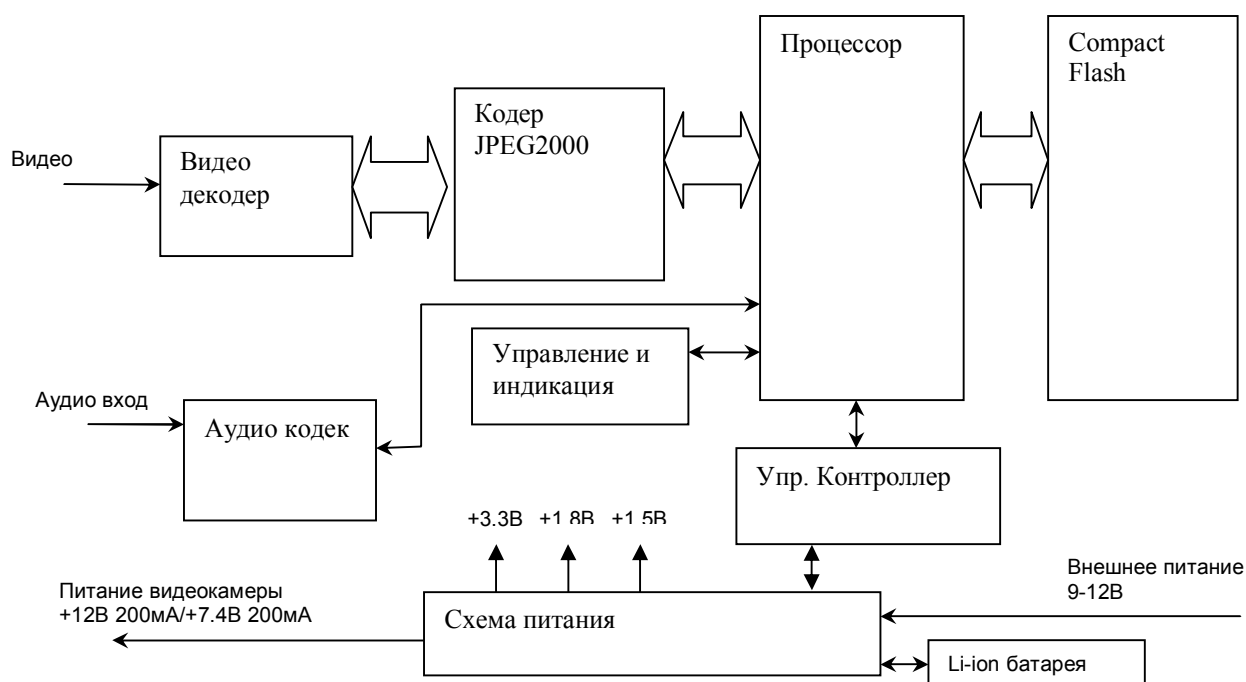 Процессор
Compact
Flash
Кодер
JPEG2000
Видео
Видео
декодер
Управление и
индикация
Аудио вход
Аудио кодек
Упр. Контроллер
+3.3В +1.8В +1.5В
Внешнее питание
9-12В
Питание видеокамеры
+12В 200мА/+7.4В 200мА
Схема питания
Li-ion батарея